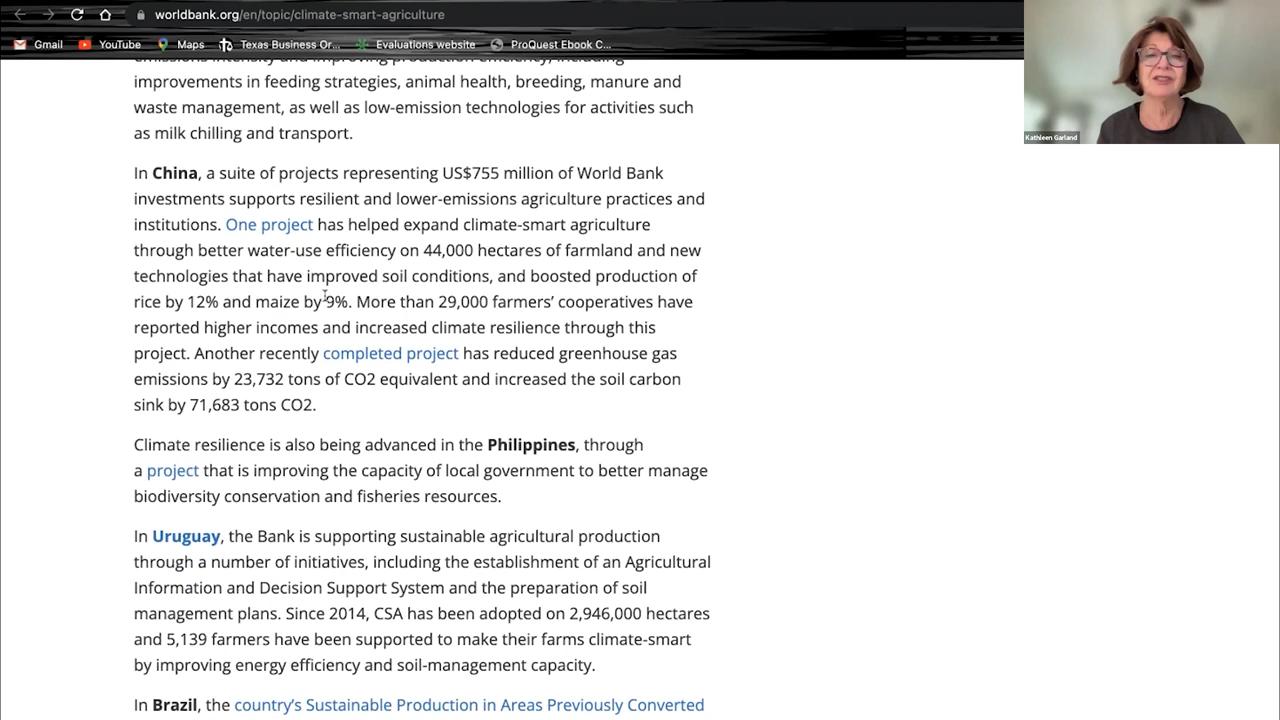 worldbank.org/en/topic/climate-smart-agriculture
Gmail YouTube Maps Texas Business Or... Evaluations website ProQuest Ebook C...
Kathleen Garland
emissions intensity and improving production efficiency, including
improvements in feeding strategies, animal health, breeding, manure and
waste management, as well as low-emission technologies for activities such
as milk chilling and transport.
In China, a suite of projects representing US$755 million of World Bank
investments supports resilient and lower-emissions agriculture practices and
institutions. One project has helped expand climate-smart agriculture
through better water-use efficiency on 44,000 hectares of farmland and new
technologies that have improved soil conditions, and boosted production of
rice by 12% and maize by 9%. More than 29,000 farmers’ cooperatives have
reported higher incomes and increased climate resilience through this
project. Another recently completed project has reduced greenhouse gas
emissions by 23,732 tons of CO2 equivalent and increased the soil carbon
sink by 71,683 tons CO2.
Climate resilience is also being advanced in the Philippines, through
a project that is improving the capacity of local government to better manage
biodiversity conservation and fisheries resources.
In Uruguay, the Bank is supporting sustainable agricultural production
through a number of initiatives, including the establishment of an Agricultural
Information and Decision Support System and the preparation of soil
management plans. Since 2014, CSA has been adopted on 2,946,000 hectares
and 5,139 farmers have been supported to make their farms climate-smart
by improving energy efficiency and soil-management capacity.
In Brazil, the country’s Sustainable Production in Areas Previously Converted